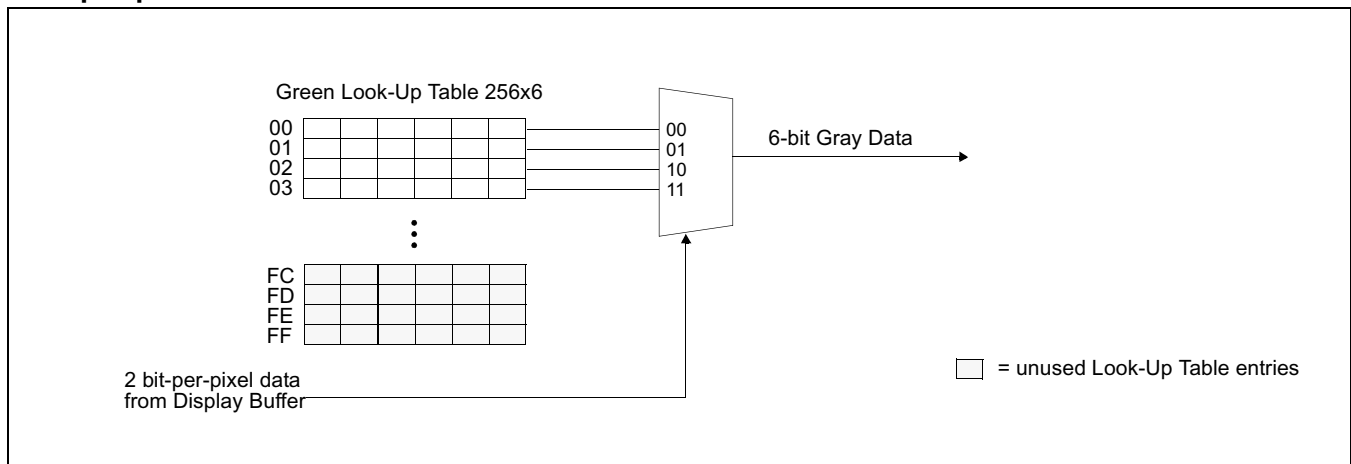 Green Look-Up Table 256x6
00
01
02
03
00
01
10
11
6-bit Gray Data
FC
FD
FE
FF
2 bit-per-pixel data
from Display Buffer
= unused Look-Up Table entries